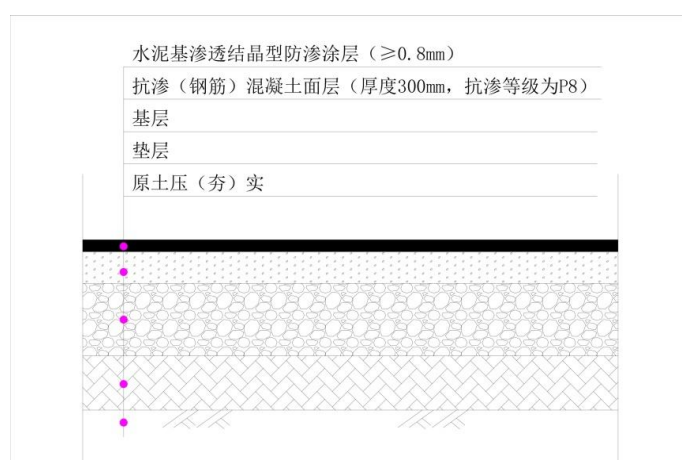 水泥基渗透结晶型防渗涂层（≥0.8mm）
抗渗（钢筋）混凝土面层（厚度300mm，抗渗等级为P8）
基层
垫层
原土压（夯）实